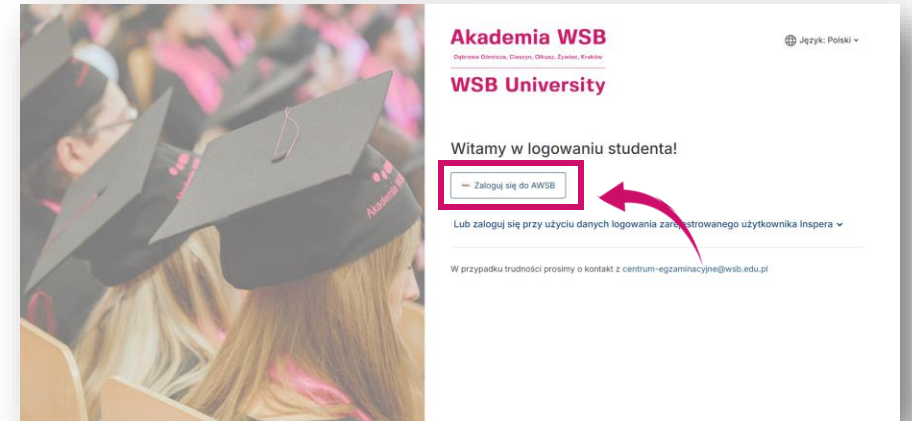 Akademia WSB
Dąbrowa Górnicza, Cieszyn, Olkusz, Żywiec, Kraków
WSB University
Język: Polski
Witamy w logowaniu studenta!
Zaloguj się do AWSB
Lub zaloguj się przy użyciu danych logowania zarejestrowanego użytkownika Inspera
W przypadku trudności prosimy o kontakt z centrum-egzaminacyjne@wsb.edu.pl
Akademia